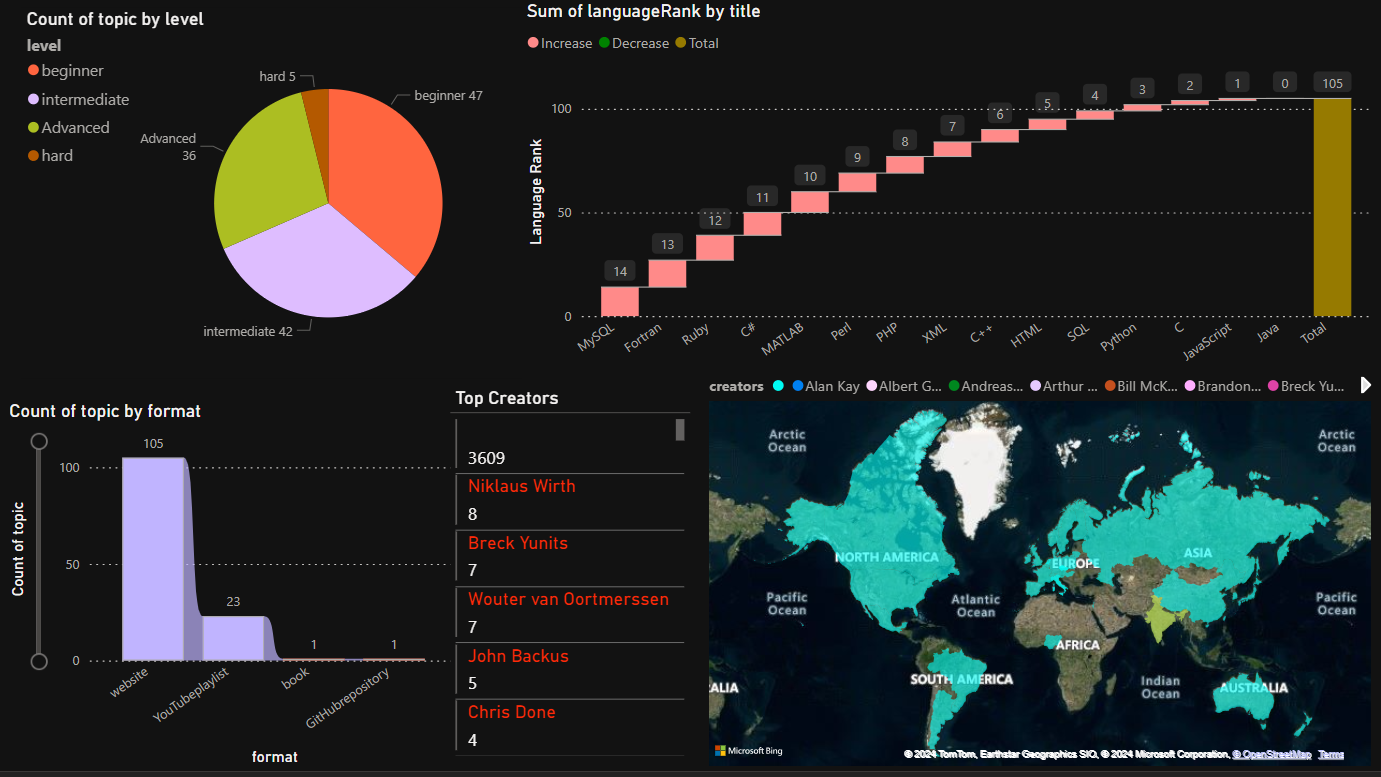 Count of topic by level
level
beginner
intermediate
Advanced
hard
hard 5
beginner 47
Advanced
36
intermediate 42
Sum of languageRank by title
Increase Decrease Total
Language Rank
100
50
0
14
13
12
11
10
9
8
7
6
5
4
3
2
1
0
105
MySQL
Fortran
Ruby
C#
MATLAB
Perl
PHP
XML
C++
HTML
SQL
Python
C
JavaScript
Java
Total
Count of topic by format
Count of topic
100
50
0
105
23
1
1
website
YouTubeplaylist
book
GitHubrepository
format
Top Creators
3609
Niklaus Wirth
8
Breck Yunits
7
Wouter van Oortmerssen
7
John Backus
5
Chris Done
4
creators Alan Kay Albert G... Andreas... Arthur ... Bill McK... Brandon... Breck Yu...
Arctic
Ocean
Arctic
Ocean
NORTH AMERICA
EUROPE
ASIA
Pacific
Ocean
Atlantic
Ocean
Pacific
Ocean
AFRICA
SOUTH AMERICA
Indian
Ocean
ALIA
AUSTRALIA
Microsoft Bing
© 2024 TomTom, Earthstar Geographics SIO, © 2024 Microsoft Corporation, © OpenStreetMap Terms